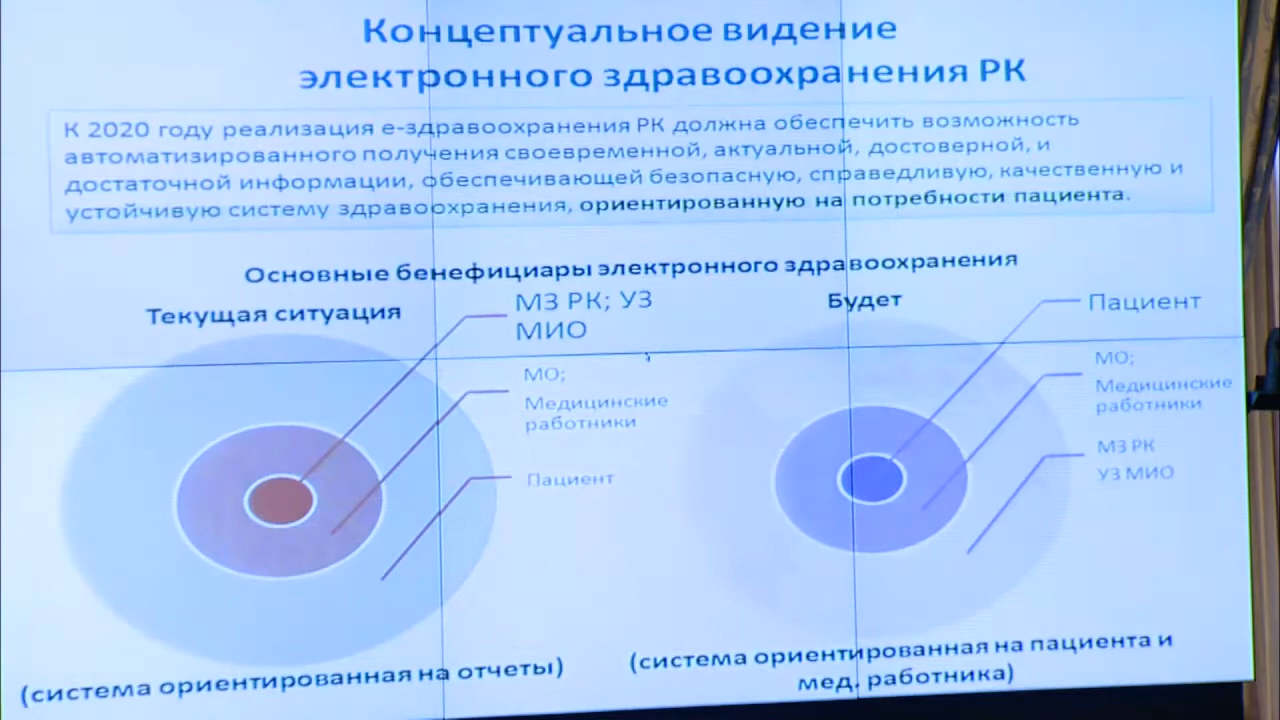 Концептуальное видение
электронного здравоохранения РК
К 2020 году реализация е-здравоохранения РК должна обеспечить возможность
автоматизированного получения своевременной, актуальной, достоверной, и
достаточной информации, обеспечивающей безопасную, справедливую, качественную и
устойчивую систему здравоохранения, ориентированную на потребности пациента.
Основные бенефициары электронного здравоохранения
Текущая ситуация
МЗ РК; УЗ
МИО
МО;
Медицинские
работники
Пациент
(система ориентированная на отчеты)
Будет
Пациент
МО;
Медицинские
работники
МЗ РК
УЗ МИО
(система ориентированная на пациента и
мед. работника)